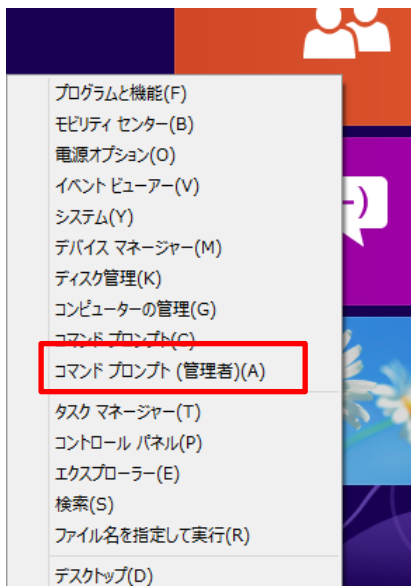 プログラムと機能(F)
モビリティ センター(B)
電源オプション(O)
イベント ビューアー(V)
システム(Y)
デバイス マネージャー(M)
ディスク管理(K)
コンピューターの管理(G)
コマンド プロンプト(C)
コマンド プロンプト (管理者)(A)
タスク マネージャー(T)
コントロール パネル(P)
エクスプローラー(E)
検索(S)
ファイル名を指定して実行(R)
デスクトップ(D)